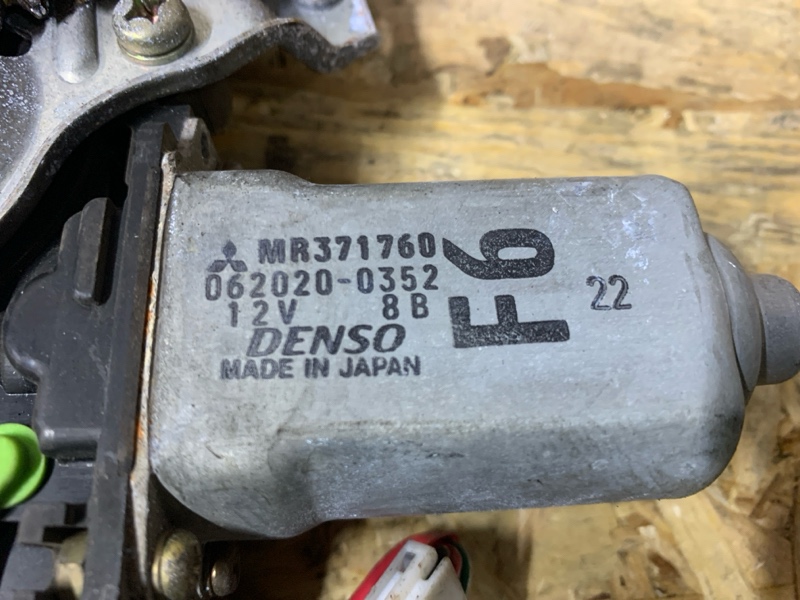 MR371760
062020-0352
12V 8B
DENSO
MADE IN JAPAN
F6
22